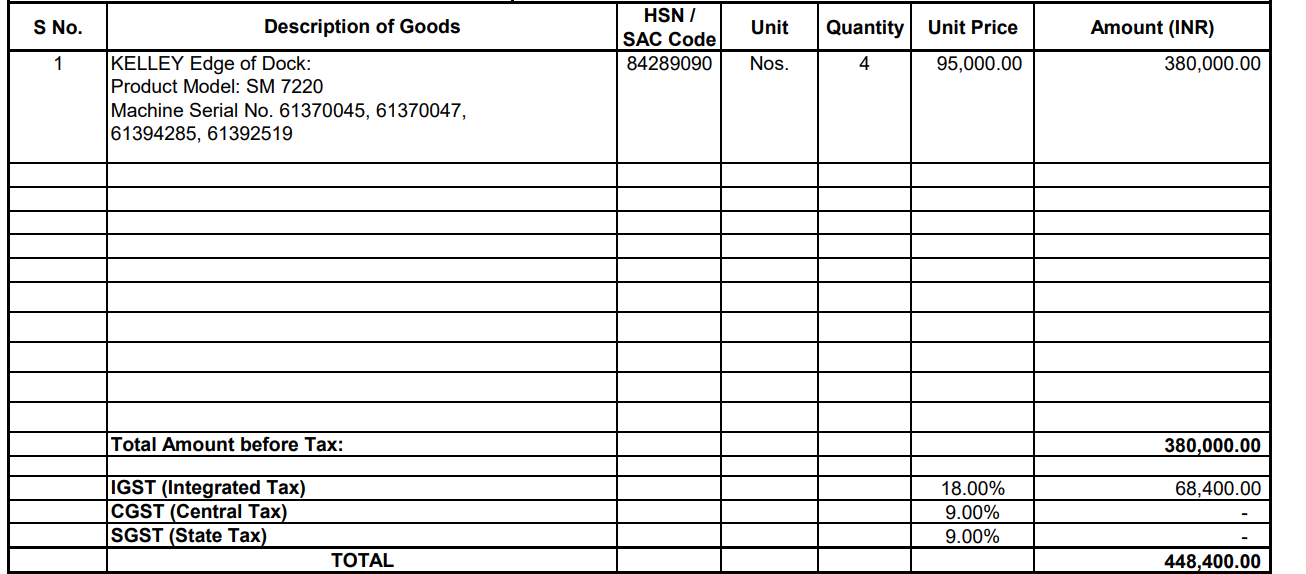 S No. Description of Goods HSN / SAC Code Unit Quantity Unit Price Amount (INR)
1 KELLEY Edge of Dock: 84289090 Nos. 4 95,000.00 380,000.00
Product Model: SM 7220
Machine Serial No. 61370045, 61370047,
61394285, 61392519
Total Amount before Tax: 380,000.00
IGST (Integrated Tax) 18.00% 68,400.00
CGST (Central Tax) 9.00% -
SGST (State Tax) 9.00% -
TOTAL 448,400.00